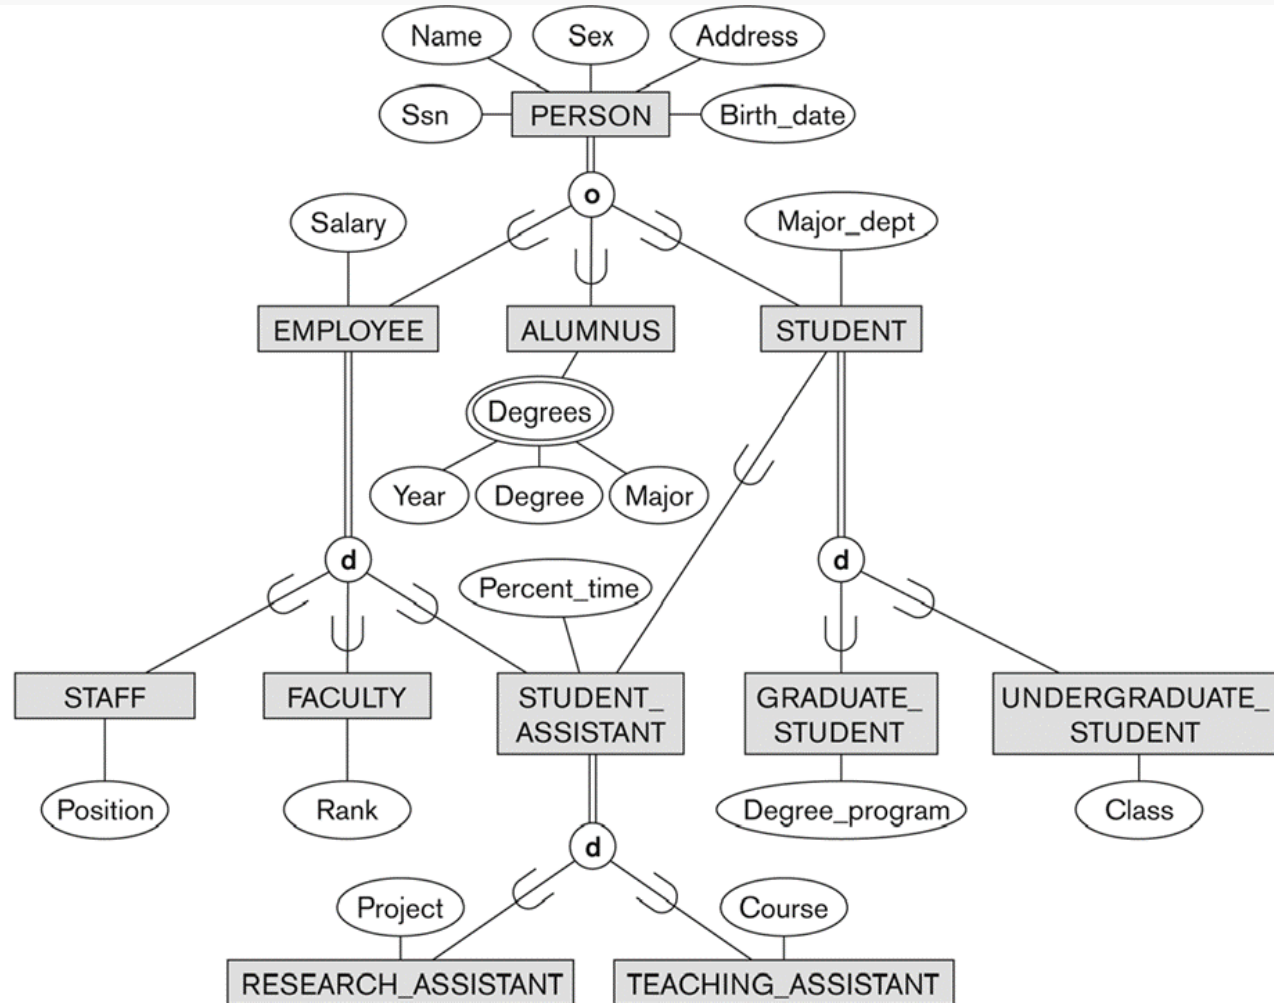 Name
Sex
Address
Ssn
PERSON
Birth_date
o
Salary
Major_dept
EMPLOYEE
ALUMNUS
STUDENT
Degrees
Year
Degree
Major
d
d
Percent_time
STAFF
FACULTY
STUDENT_
ASSISTANT
GRADUATE_
STUDENT
UNDERGRADUATE_
STUDENT
Position
Rank
Degree_program
Class
d
Project
Course
RESEARCH_ASSISTANT
TEACHING_ASSISTANT